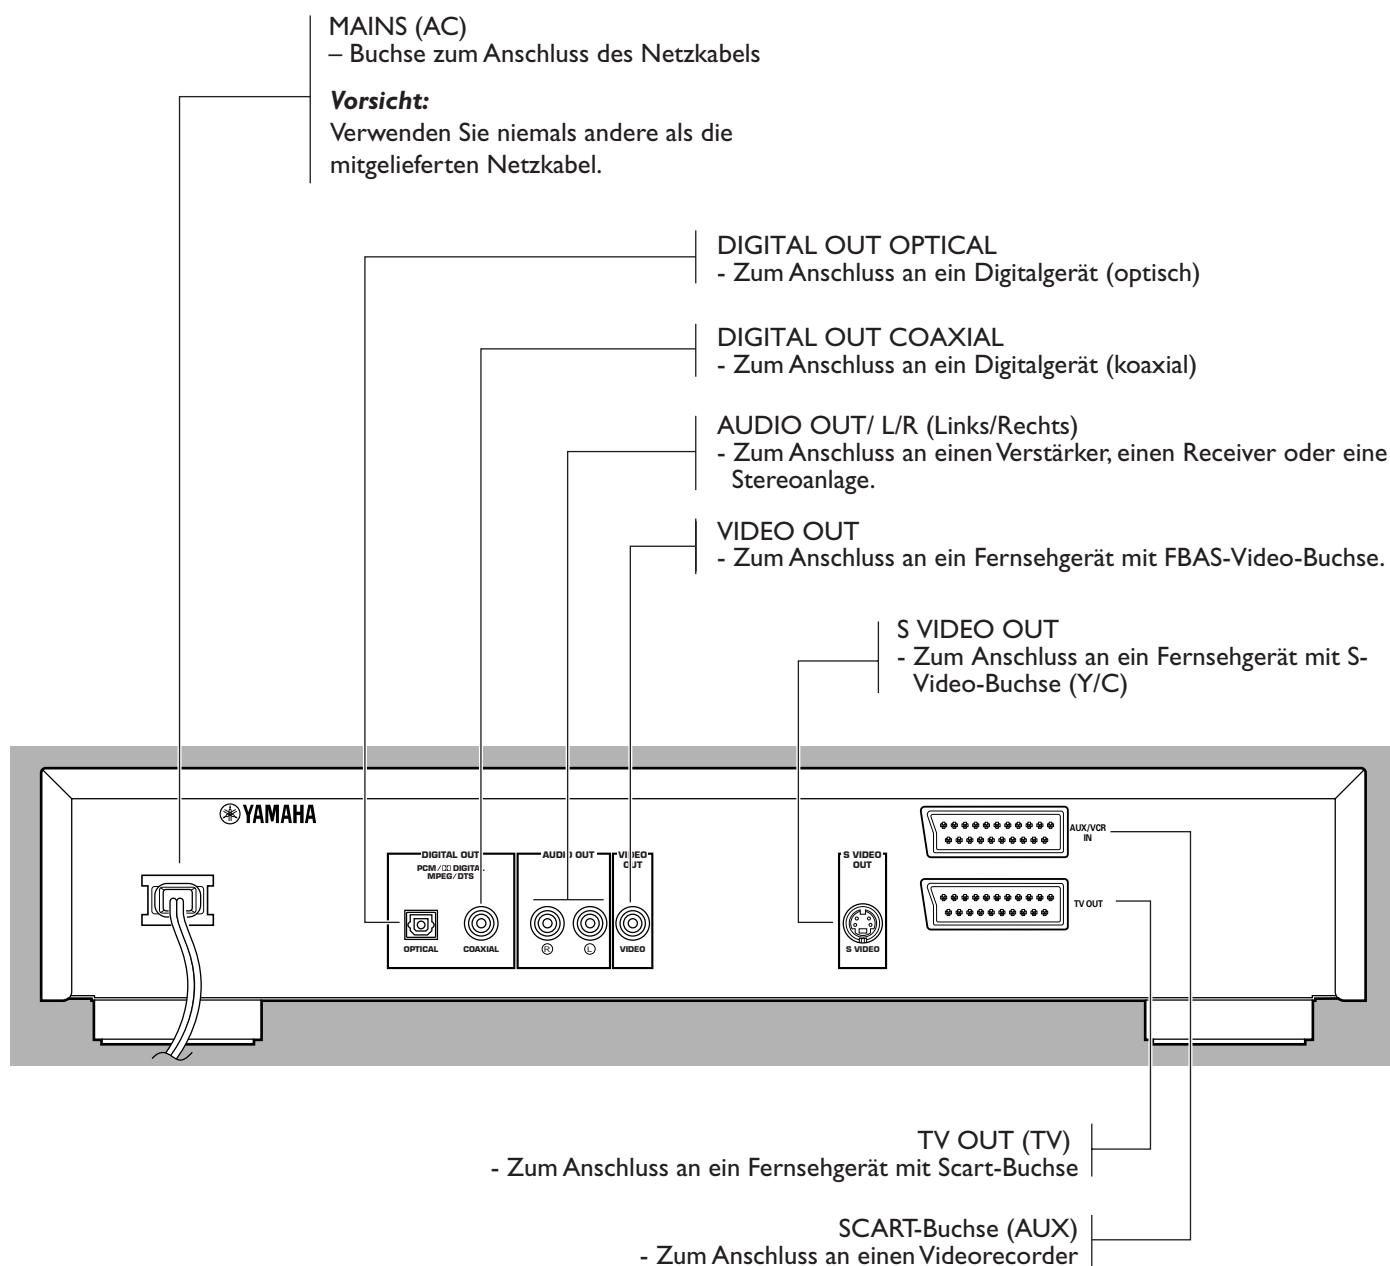 MAINS (AC)
– Buchse zum Anschluss des Netzkabels
Vorsicht:
Verwenden Sie niemals andere als die
mitgelieferten Netzkabel.
DIGITAL OUT OPTICAL
- Zum Anschluss an ein Digitalgerät (optisch)
DIGITAL OUT COAXIAL
- Zum Anschluss an ein Digitalgerät (koaxial)
AUDIO OUT/ L/R (Links/Rechts)
- Zum Anschluss an einen Verstärker, einen Receiver oder eine
Stereoanlage.
VIDEO OUT
- Zum Anschluss an ein Fernsehgerät mit FBAS-Video-Buchse.
S VIDEO OUT
- Zum Anschluss an ein Fernsehgerät mit S-
Video-Buchse (Y/C)
YAMAHA
DIGITAL OUT
PCM/DD DIGITAL
MPEG/DTS
OPTICAL
COAXIAL
AUDIO OUT
R
L
VIDEO
OUT
VIDEO
S VIDEO
OUT
S VIDEO
AUX/VCR
IN
TV OUT
TV OUT (TV)
- Zum Anschluss an ein Fernsehgerät mit Scart-Buchse
SCART-Buchse (AUX)
- Zum Anschluss an einen Videorecorder